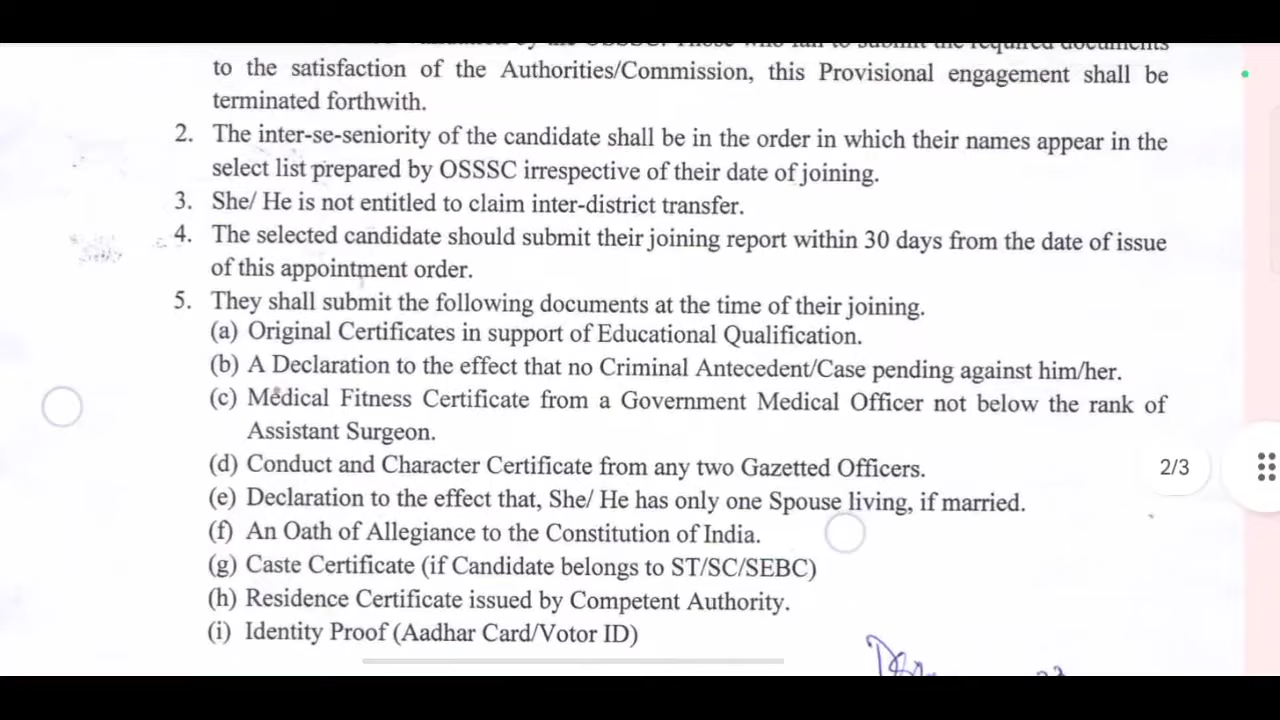 submit the required documents
to the satisfaction of the Authorities/Commission, this Provisional engagement shall be
terminated forthwith.
2. The inter-se-seniority of the candidate shall be in the order in which their names appear in the
select list prepared by OSSSC irrespective of their date of joining.
3. She/ He is not entitled to claim inter-district transfer.
4. The selected candidate should submit their joining report within 30 days from the date of issue
of this appointment order.
5. They shall submit the following documents at the time of their joining.
(a) Original Certificates in support of Educational Qualification.
(b) A Declaration to the effect that no Criminal Antecedent/Case pending against him/her.
(c) Medical Fitness Certificate from a Government Medical Officer not below the rank of
Assistant Surgeon.
(d) Conduct and Character Certificate from any two Gazetted Officers.
2/3
(e) Declaration to the effect that, She/ He has only one Spouse living, if married.
(f) An Oath of Allegiance to the Constitution of India.
(g) Caste Certificate (if Candidate belongs to ST/SC/SEBC)
(h) Residence Certificate issued by Competent Authority.
(i) Identity Proof (Aadhar Card/Votor ID)